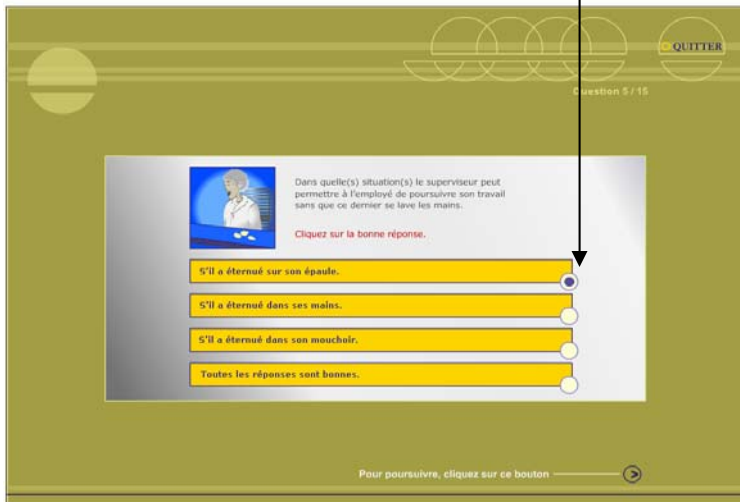 QUITTER
Question 5 / 15
Dans quelle(s) situation(s) le superviseur peut
permettre à l'employé de poursuivre son travail
sans que ce dernier se lave les mains.
Cliquez sur la bonne réponse.
S'il a éternué sur son épaule.
S'il a éternué dans ses mains.
S'il a éternué dans son mouchoir.
Toutes les réponses sont bonnes.
Pour poursuivre, cliquez sur ce bouton